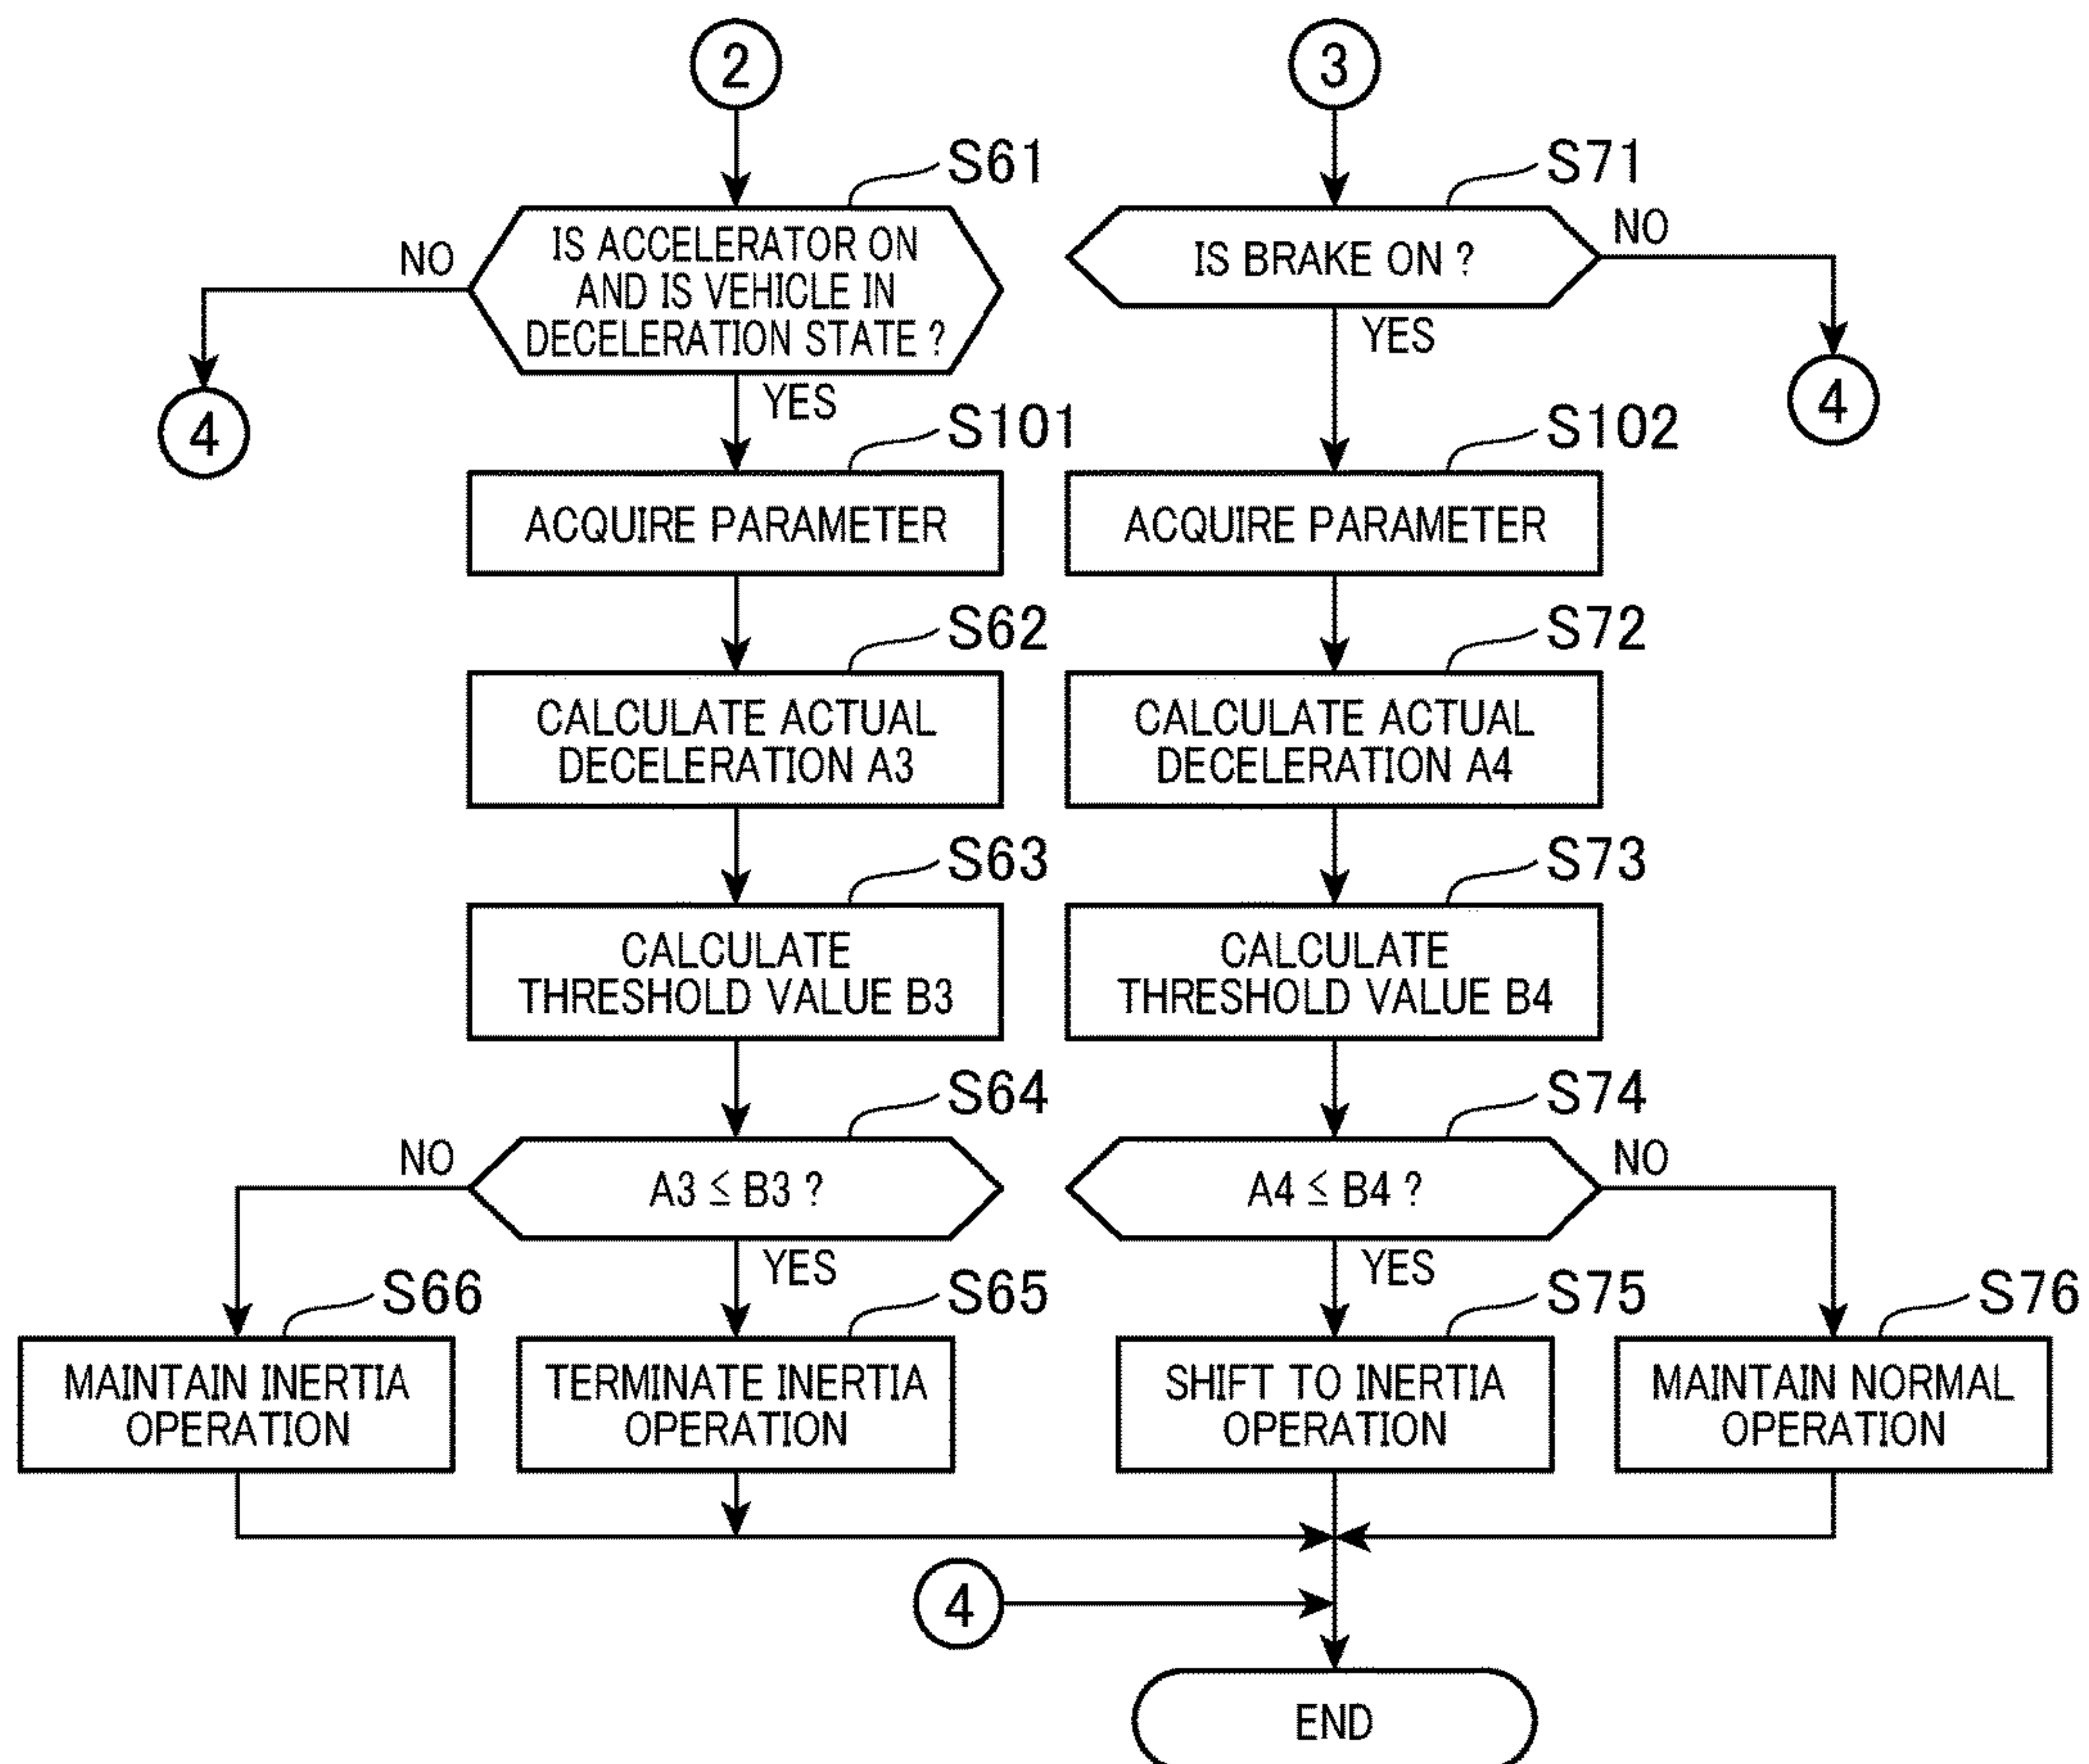 2
3
S61
S71
IS ACCELERATOR ON
AND IS VEHICLE IN
DECELERATION STATE ?
NO
YES
IS BRAKE ON ?
NO
YES
4
4
S101
S102
ACQUIRE PARAMETER
ACQUIRE PARAMETER
S62
S72
CALCULATE ACTUAL
DECELERATION A3
CALCULATE ACTUAL
DECELERATION A4
S63
S73
CALCULATE
THRESHOLD VALUE B3
CALCULATE
THRESHOLD VALUE B4
S64
S74
NO
A3 ≦ B3 ?
YES
A4 ≦ B4 ?
NO
YES
S66
S65
S75
S76
MAINTAIN INERTIA
OPERATION
TERMINATE INERTIA
OPERATION
SHIFT TO INERTIA
OPERATION
MAINTAIN NORMAL
OPERATION
4
END